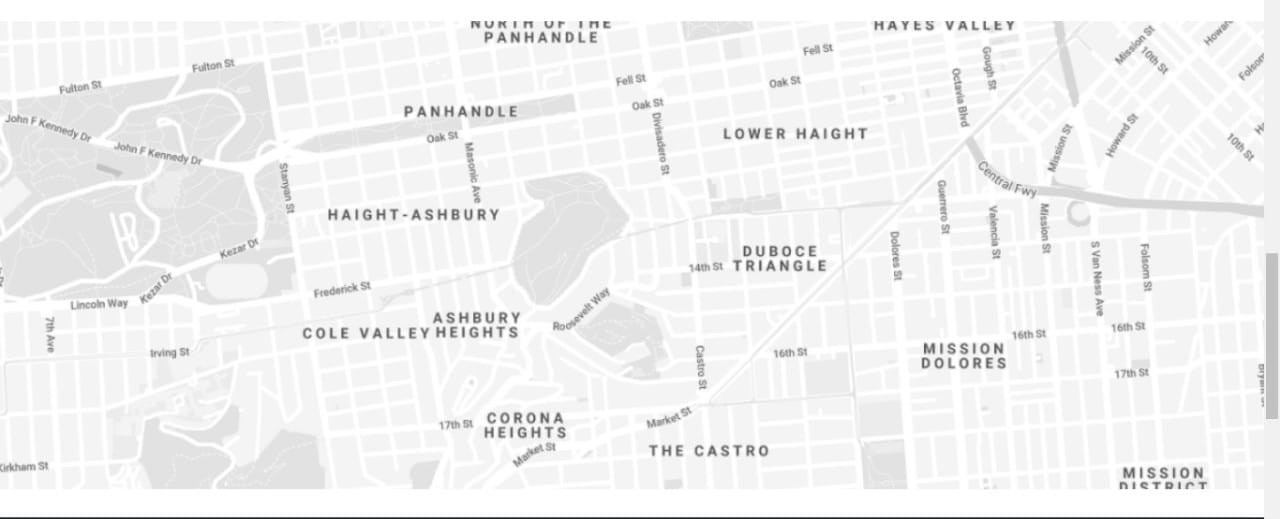 NORTH OF THE
PANHANDLE
HAYES VALLEY
Fulton St
Fulton St
Fell St
Fell St
Oak St
Oak St
Oak St
Gough St
Octavia Blvd
Mission St
10th St
PANHANDLE
LOWER HAIGHT
John F Kennedy Dr
John F Kennedy Dr
Stanyan St
Masonic Ave
Divisadero St
Mission St
Howard St
10th St
Central Fwy
HAIGHT-ASHBURY
Guerrero St
Valencia St
Mission St
Kezar Dr
Kezar Dr
DUBOCE
TRIANGLE
14th St
Dolores St
S Van Ness Ave
Folsom St
Lincoln Way
Frederick St
Roosevelt Way
ASHBURY
HEIGHTS
COLE VALLEY
7th Ave
Irving St
Castro St
16th St
16th St
16th St
MISSION
DOLORES
17th St
17th St
CORONA
HEIGHTS
Market St
Market St
THE CASTRO
Kirkham St
MISSION
DISTRICT